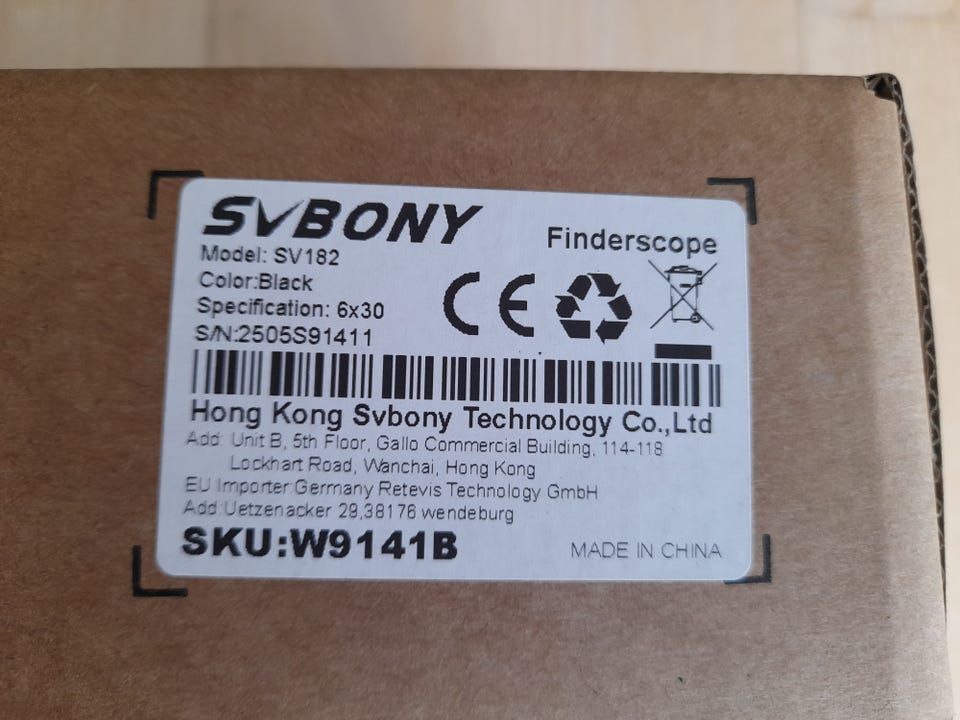 SVBONY
Finderscope
Model: SV182
Color:Black
Specification: 6x30
S/N:2505S91411
CE
Hong Kong Svbony Technology Co.,Ltd
Add: Unit B, 5th Floor, Gallo Commercial Building, 114-118
Lockhart Road, Wanchai, Hong Kong
EU Importer:Germany Retevis Technology GmbH
Add:Uetzenacker 29,38176 wendeburg
SKU:W9141B
MADE IN CHINA